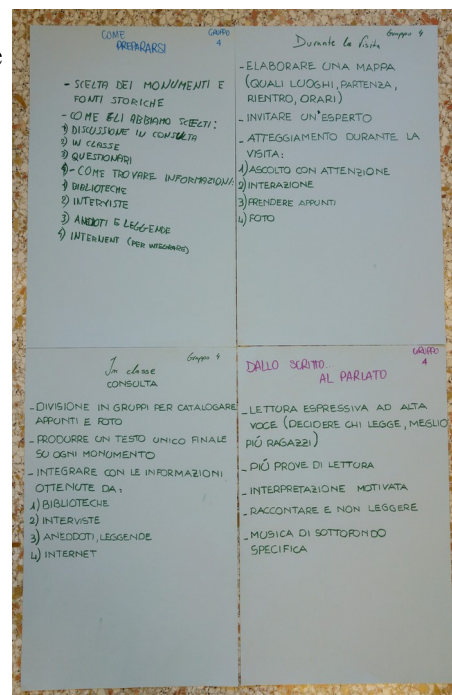 e
COME
PREPARARSI
GRUPPO
4
- SCELTA DEI MONUMENTI E
FONTI STORICHE
- COME GLI ABBIAMO SCELTI:
1) DISCUSSIONE IN CONSULTA
2) IN CLASSE
3) QUESTIONARI
- COME TROVARE INFORMAZIONI:
1) BIBLIOTECHE
2) INTERVISTE
3) ANEDDOTI E LEGGENDE
4) INTERNENT (PER INTEGRARE)
Durante la visita
Gruppo 4
- ELABORARE UNA MAPPA
(QUALI LUOGHI, PARTENZA,
RIENTRO, ORARI)
- INVITARE UN'ESPERTO
- ATTEGGIAMENTO DURANTE LA
VISITA:
1) ASCOLTO CON ATTENZIONE
2) INTERAZIONE
3) PRENDERE APPUNTI
4) FOTO
In classe
Gruppo 4
CONSULTA
- DIVISIONE IN GRUPPI PER CATALOGARE
APPUNTI E FOTO
- PRODURRE UN TESTO UNICO FINALE
SU OGNI MONUMENTO
- INTEGRARE CON LE INFORMAZIONI
OTTENUTE DA:
1) BIBLIOTECHE
2) INTERVISTE
3) ANEDDOTI, LEGGENDE
4) INTERNET
DALLO SCRITTO...
AL PARLATO
GRUPPO
4
- LETTURA ESPRESSIVA AD ALTA
VOCE (DECIDERE CHI LEGGE, MEGLIO
PIÚ RAGAZZI)
- PIÚ PROVE DI LETTURA
- INTERPRETAZIONE MOTIVATA
- RACCONTARE E NON LEGGERE
- MUSICA DI SOTTOFONDO
SPECIFICA